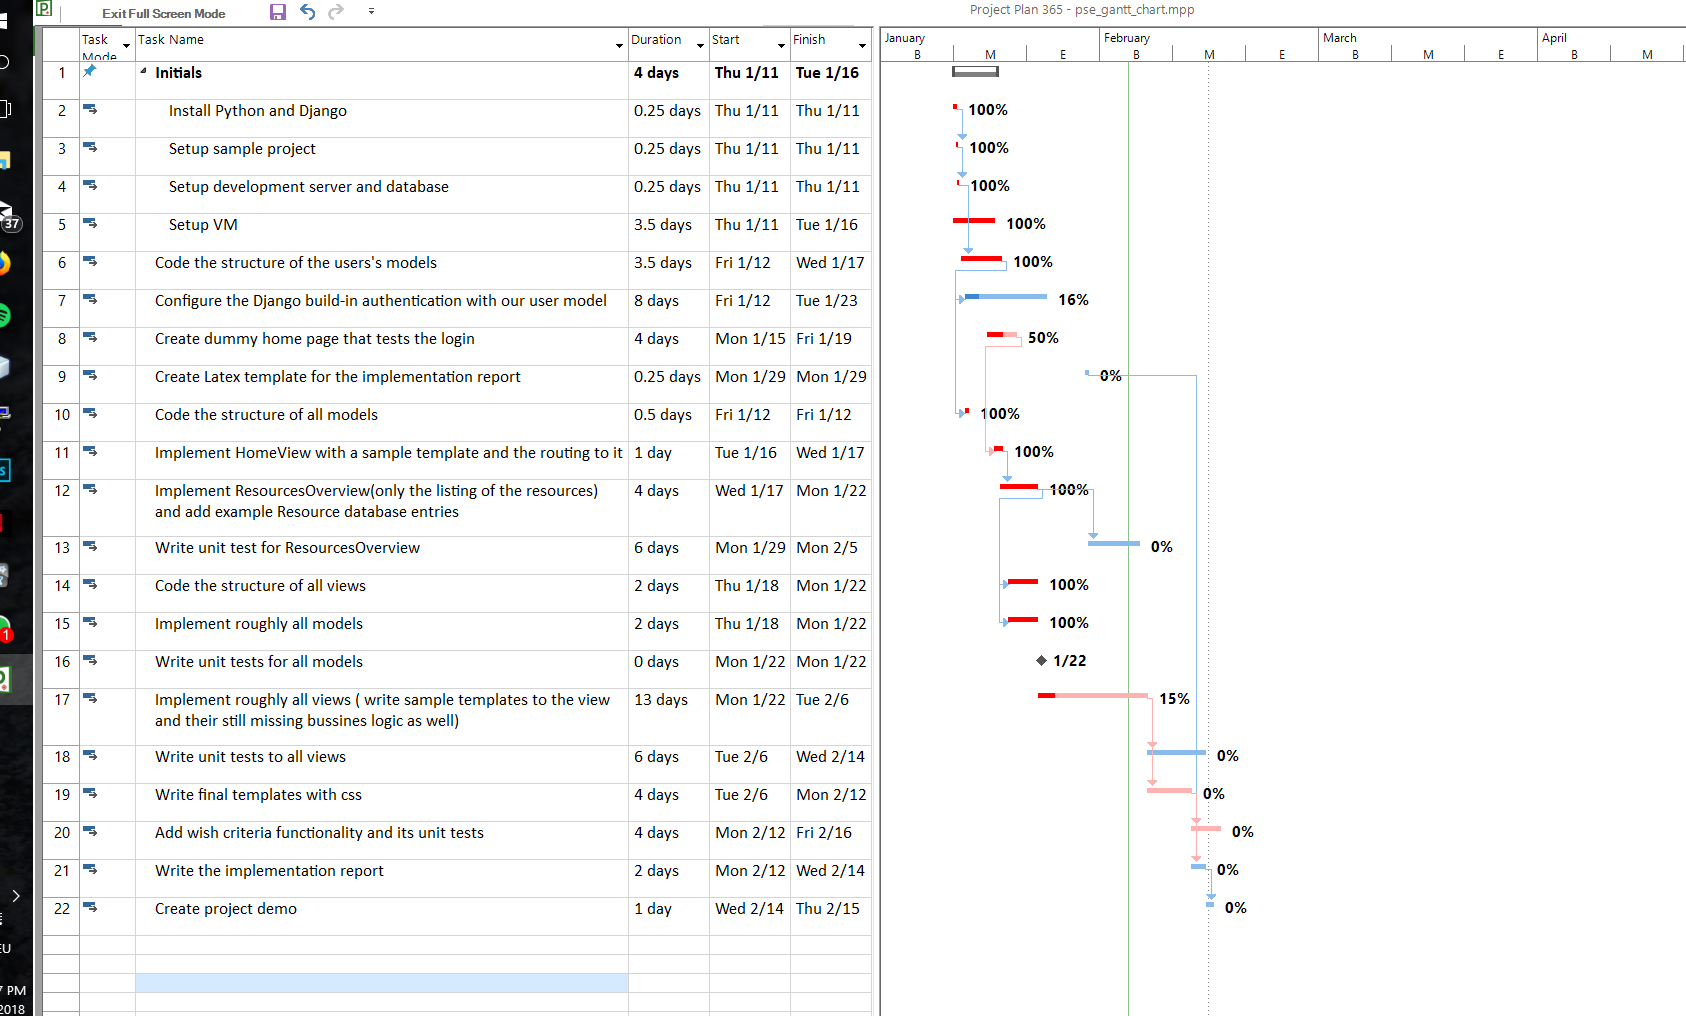 Exit Full Screen Mode
Project Plan 365 - pse_gantt_chart.mpp
Task Mode Task Name Duration Start Finish
January February March April
B M E B M E B M E B M
1 Initials 4 days Thu 1/11 Tue 1/16
2 Install Python and Django 0.25 days Thu 1/11 Thu 1/11 100%
3 Setup sample project 0.25 days Thu 1/11 Thu 1/11 100%
4 Setup development server and database 0.25 days Thu 1/11 Thu 1/11 100%
5 Setup VM 3.5 days Thu 1/11 Tue 1/16 100%
6 Code the structure of the users's models 3.5 days Fri 1/12 Wed 1/17 100%
7 Configure the Django build-in authentication with our user model 8 days Fri 1/12 Tue 1/23 16%
8 Create dummy home page that tests the login 4 days Mon 1/15 Fri 1/19 50%
9 Create Latex template for the implementation report 0.25 days Mon 1/29 Mon 1/29 0%
10 Code the structure of all models 0.5 days Fri 1/12 Fri 1/12 100%
11 Implement HomeView with a sample template and the routing to it 1 day Tue 1/16 Wed 1/17 100%
12 Implement ResourcesOverview(only the listing of the resources) 4 days Wed 1/17 Mon 1/22 100%
and add example Resource database entries
13 Write unit test for ResourcesOverview 6 days Mon 1/29 Mon 2/5 0%
14 Code the structure of all views 2 days Thu 1/18 Mon 1/22 100%
15 Implement roughly all models 2 days Thu 1/18 Mon 1/22 100%
16 Write unit tests for all models 0 days Mon 1/22 Mon 1/22 1/22
17 Implement roughly all views ( write sample templates to the view 13 days Mon 1/22 Tue 2/6 15%
and their still missing bussines logic as well)
18 Write unit tests to all views 6 days Tue 2/6 Wed 2/14 0%
19 Write final templates with css 4 days Tue 2/6 Mon 2/12 0%
20 Add wish criteria functionality and its unit tests 4 days Mon 2/12 Fri 2/16 0%
21 Write the implementation report 2 days Mon 2/12 Wed 2/14 0%
22 Create project demo 1 day Wed 2/14 Thu 2/15 0%
37
1
PM
2018